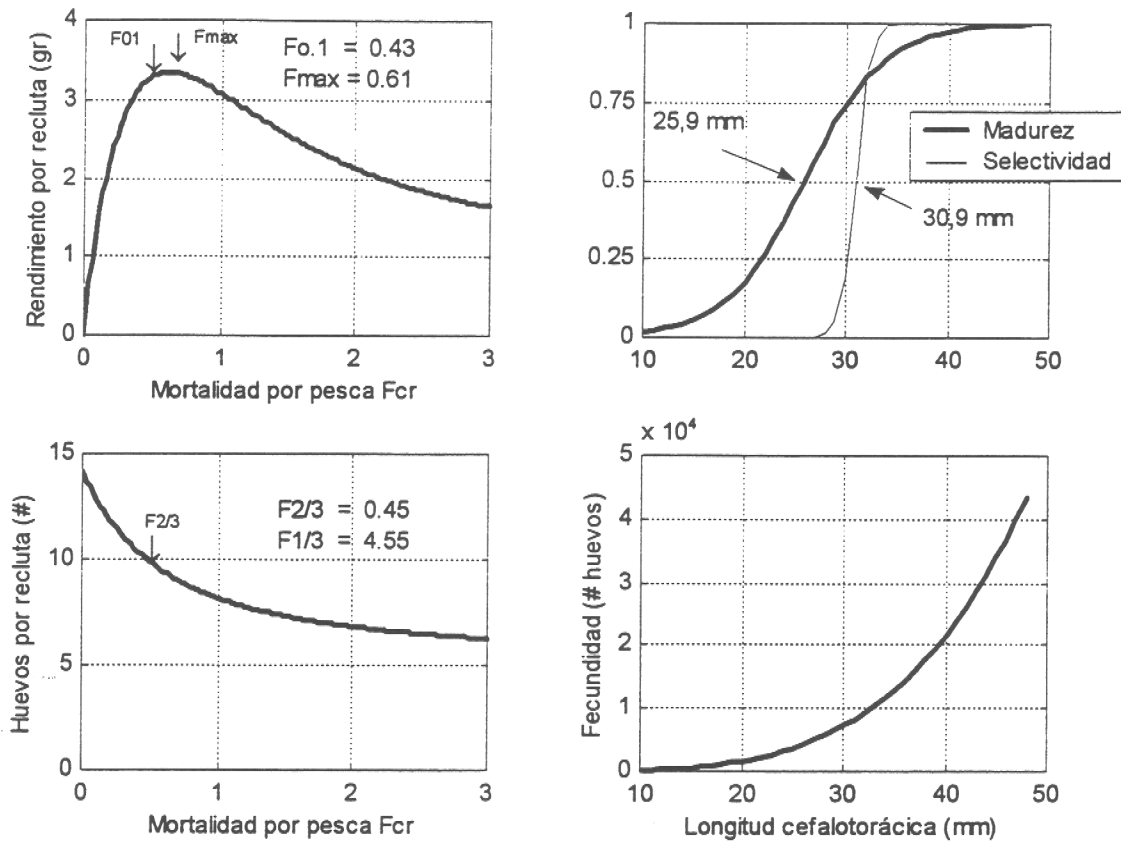 4
3
2
1
0
Rendimiento por recluta (gr)
F01
Fmax
Fo.1 = 0.43
Fmax = 0.61
0
1
2
3
Mortalidad por pesca Fcr
1
0.75
0.5
0.25
0
25,9 mm
30,9 mm
Madurez
Selectividad
10
20
30
40
50
15
10
5
0
Huevos por recluta (#)
F2/3
F2/3 = 0.45
F1/3 = 4.55
0
1
2
3
Mortalidad por pesca Fcr
x 10⁴
5
4
3
2
1
0
Fecundidad (# huevos)
10
20
30
40
50
Longitud cefalotorácica (mm)